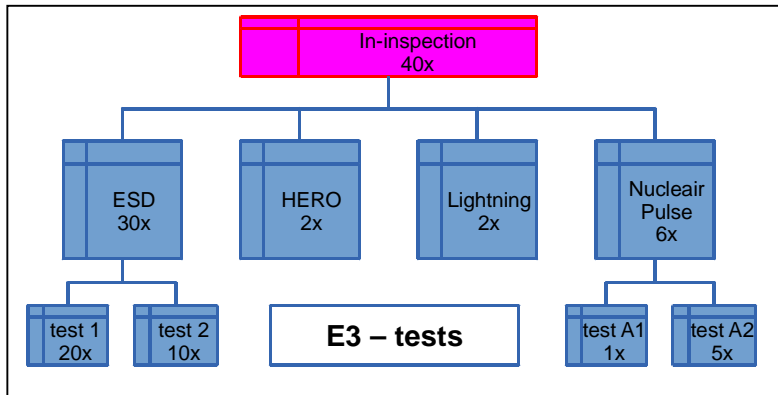 In-inspection
40x
ESD
30x
HERO
2x
Lightning
2x
Nucleair
Pulse
6x
test 1
20x
test 2
10x
E3 – tests
test A1
1x
test A2
5x